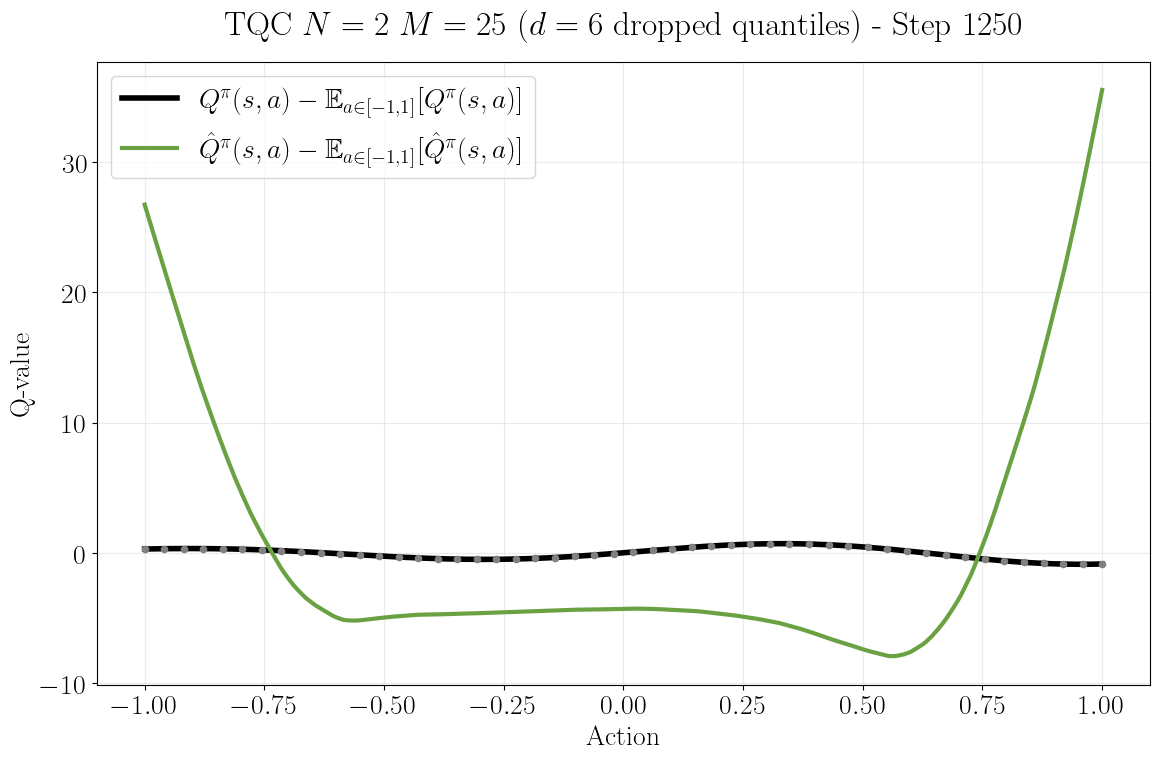 TQC N = 2 M = 25 (d = 6 dropped quantiles) - Step 1250
Q^π(s, a) − 𝔼_{a∈[−1,1]}[Q^π(s, a)]
Q̂^π(s, a) − 𝔼_{a∈[−1,1]}[Q̂^π(s, a)]
30
20
10
0
−10
Q-value
−1.00 −0.75 −0.50 −0.25 0.00 0.25 0.50 0.75 1.00
Action